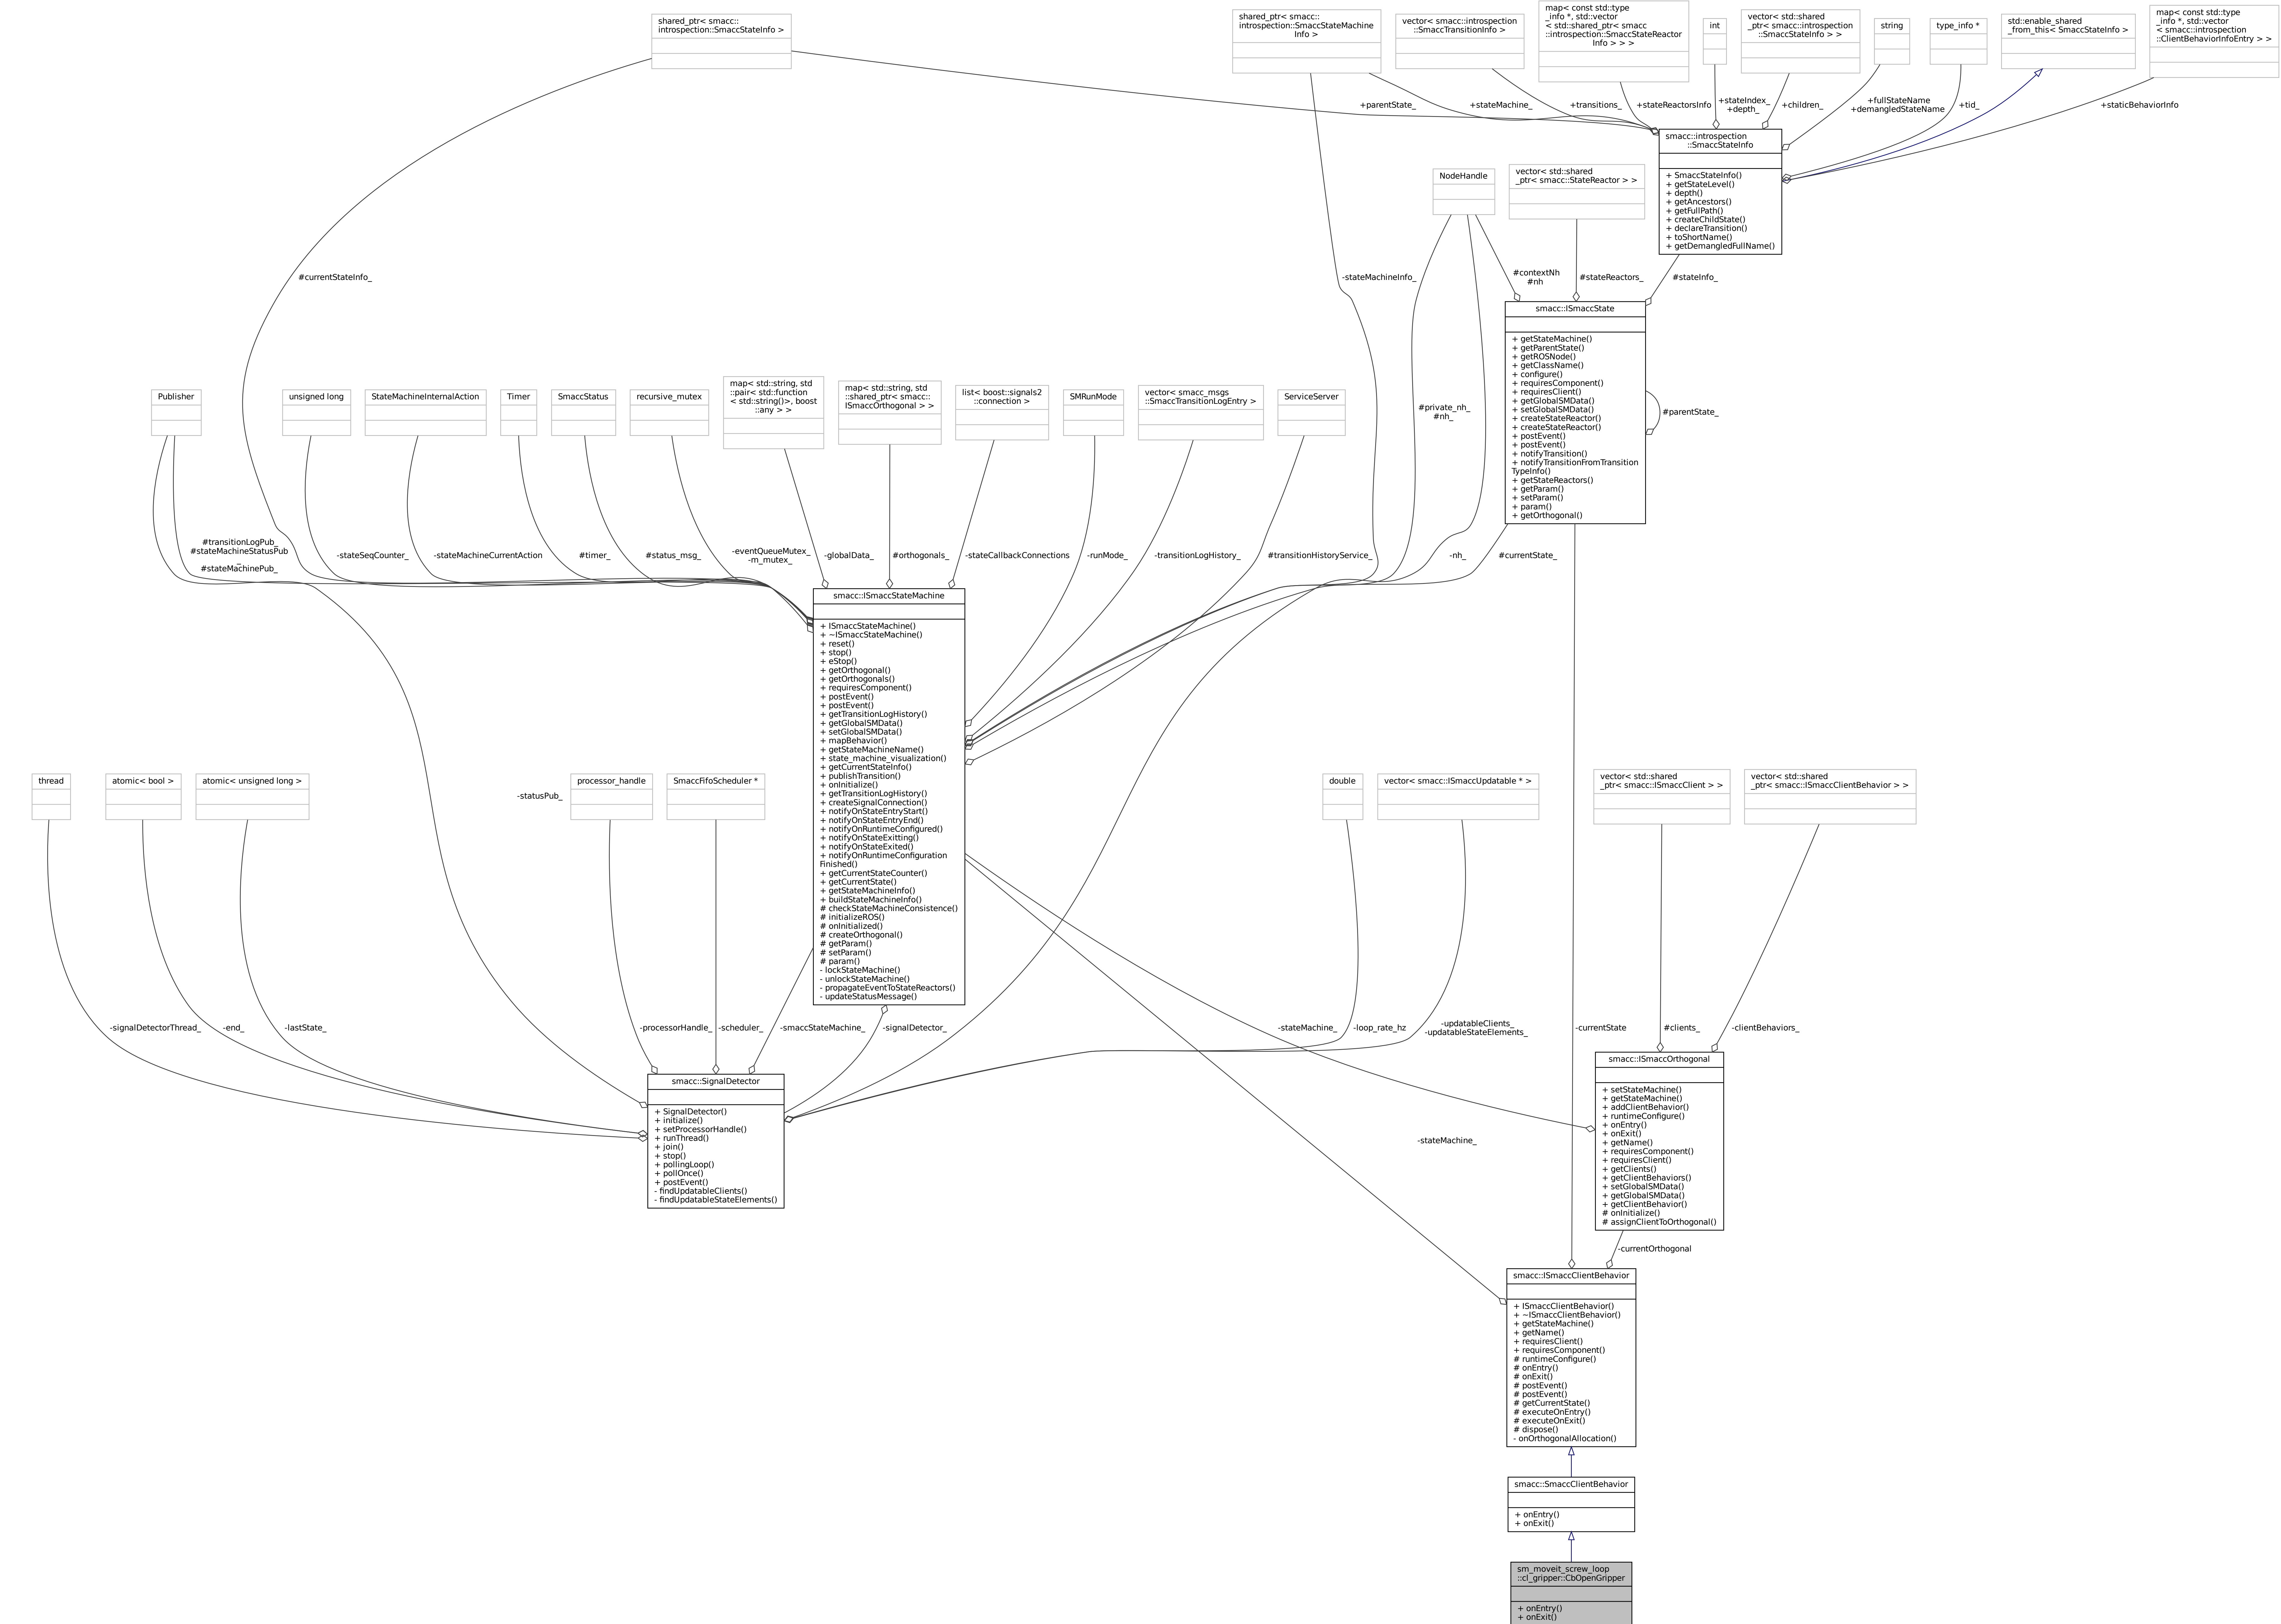 shared_ptr< smacc::
introspection::SmaccStateInfo >
shared_ptr< smacc::
introspection::SmaccStateMachine
Info >
vector< smacc::introspection
::SmaccTransitionInfo >
map< const std::type
_info *, std::vector
< std::shared_ptr< smacc
::introspection::SmaccStateReactor
Info > > >
int
vector< std::shared
_ptr< smacc::introspection
::SmaccStateInfo > >
string
type_info *
std::enable_shared
_from_this< SmaccStateInfo >
map< const std::type
_info *, std::vector
< smacc::introspection
::ClientBehaviorInfoEntry > >
+parentState_
+stateMachine_
+transitions_
+stateReactorsInfo
+stateIndex_
+depth_
+children_
+fullStateName
+demangledStateName
+tid_
+staticBehaviorInfo
smacc::introspection
::SmaccStateInfo
+ SmaccStateInfo()
+ getStateLevel()
+ depth()
+ getAncestors()
+ getFullPath()
+ createChildState()
+ declareTransition()
+ toShortName()
+ getDemangledFullName()
NodeHandle
vector< std::shared
_ptr< smacc::StateReactor > >
#currentStateInfo_
-stateMachineInfo_
#contextNh
#nh
#stateReactors_
#stateInfo_
smacc::ISmaccState
+ getStateMachine()
+ getParentState()
+ getROSNode()
+ getClassName()
+ configure()
+ requiresComponent()
+ requiresClient()
+ getGlobalSMData()
+ setGlobalSMData()
+ createStateReactor()
+ createStateReactor()
+ postEvent()
+ postEvent()
+ notifyTransition()
+ notifyTransitionFromTransition
TypeInfo()
+ getStateReactors()
+ getParam()
+ setParam()
+ param()
+ getOrthogonal()
#parentState_
#private_nh_
#nh_
Publisher
unsigned long
StateMachineInternalAction
Timer
SmaccStatus
recursive_mutex
map< std::string, std
::pair< std::function
< std::string()>, boost
::any > >
map< std::string, std
::shared_ptr< smacc::
ISmaccOrthogonal > >
list< boost::signals2
::connection >
SMRunMode
vector< smacc_msgs
::SmaccTransitionLogEntry >
ServiceServer
#transitionLogPub_
#stateMachineStatusPub
_
#stateMachinePub_
-stateSeqCounter_
-stateMachineCurrentAction
#timer_
#status_msg_
-eventQueueMutex_
-m_mutex_
-globalData_
#orthogonals_
-stateCallbackConnections
-runMode_
-transitionLogHistory_
#transitionHistoryService_
-nh_
#currentState_
smacc::ISmaccStateMachine
+ ISmaccStateMachine()
+ ~ISmaccStateMachine()
+ reset()
+ stop()
+ eStop()
+ getOrthogonal()
+ getOrthogonals()
+ requiresComponent()
+ postEvent()
+ postEvent()
+ getTransitionLogHistory()
+ getGlobalSMData()
+ setGlobalSMData()
+ mapBehavior()
+ getStateMachineName()
+ state_machine_visualization()
+ getCurrentStateInfo()
+ publishTransition()
+ onInitialize()
+ getTransitionLogHistory()
+ createSignalConnection()
+ notifyOnStateEntryStart()
+ notifyOnStateEntryEnd()
+ notifyOnRuntimeConfigured()
+ notifyOnStateExitting()
+ notifyOnStateExited()
+ notifyOnRuntimeConfiguration
Finished()
+ getCurrentStateCounter()
+ getCurrentState()
+ getStateMachineInfo()
+ buildStateMachineInfo()
# checkStateMachineConsistence()
# initializeROS()
# onInitialized()
# createOrthogonal()
# getParam()
# setParam()
# param()
- lockStateMachine()
- unlockStateMachine()
- propagateEventToStateReactors()
- updateStatusMessage()
thread
atomic< bool >
atomic< unsigned long >
-statusPub_
processor_handle
SmaccFifoScheduler *
double
vector< smacc::ISmaccUpdatable * >
vector< std::shared
_ptr< smacc::ISmaccClient > >
vector< std::shared
_ptr< smacc::ISmaccClientBehavior > >
-signalDetectorThread_
-end_
-lastState_
-processorHandle_
-scheduler_
-smaccStateMachine_
-signalDetector_
-stateMachine_
-loop_rate_hz
-updatableClients_
-updatableStateElements_
-currentState
#clients_
-clientBehaviors_
smacc::SignalDetector
+ SignalDetector()
+ initialize()
+ setProcessorHandle()
+ runThread()
+ join()
+ stop()
+ pollingLoop()
+ pollOnce()
+ postEvent()
- findUpdatableClients()
- findUpdatableStateElements()
smacc::ISmaccOrthogonal
+ setStateMachine()
+ getStateMachine()
+ addClientBehavior()
+ runtimeConfigure()
+ onEntry()
+ onExit()
+ getName()
+ requiresComponent()
+ requiresClient()
+ getClients()
+ getClientBehaviors()
+ setGlobalSMData()
+ getGlobalSMData()
+ getClientBehavior()
# onInitialize()
# assignClientToOrthogonal()
-stateMachine_
-currentOrthogonal
smacc::ISmaccClientBehavior
+ ISmaccClientBehavior()
+ ~ISmaccClientBehavior()
+ getStateMachine()
+ getName()
+ requiresClient()
+ requiresComponent()
# runtimeConfigure()
# onEntry()
# onExit()
# postEvent()
# postEvent()
# getCurrentState()
# executeOnEntry()
# executeOnExit()
# dispose()
- onOrthogonalAllocation()
smacc::SmaccClientBehavior
+ onEntry()
+ onExit()
sm_moveit_screw_loop
::cl_gripper::CbOpenGripper
+ onEntry()
+ onExit()